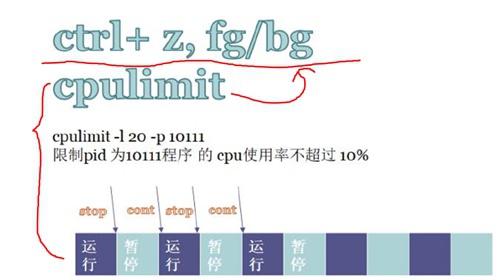 ctrl+ z, fg/bg
cpulimit
cpulimit -l 20 -p 10111
限制pid 为10111程序 的 cpu使用率不超过 10%
stop cont stop cont
运行 暂停 运行 暂停 运行 暂停